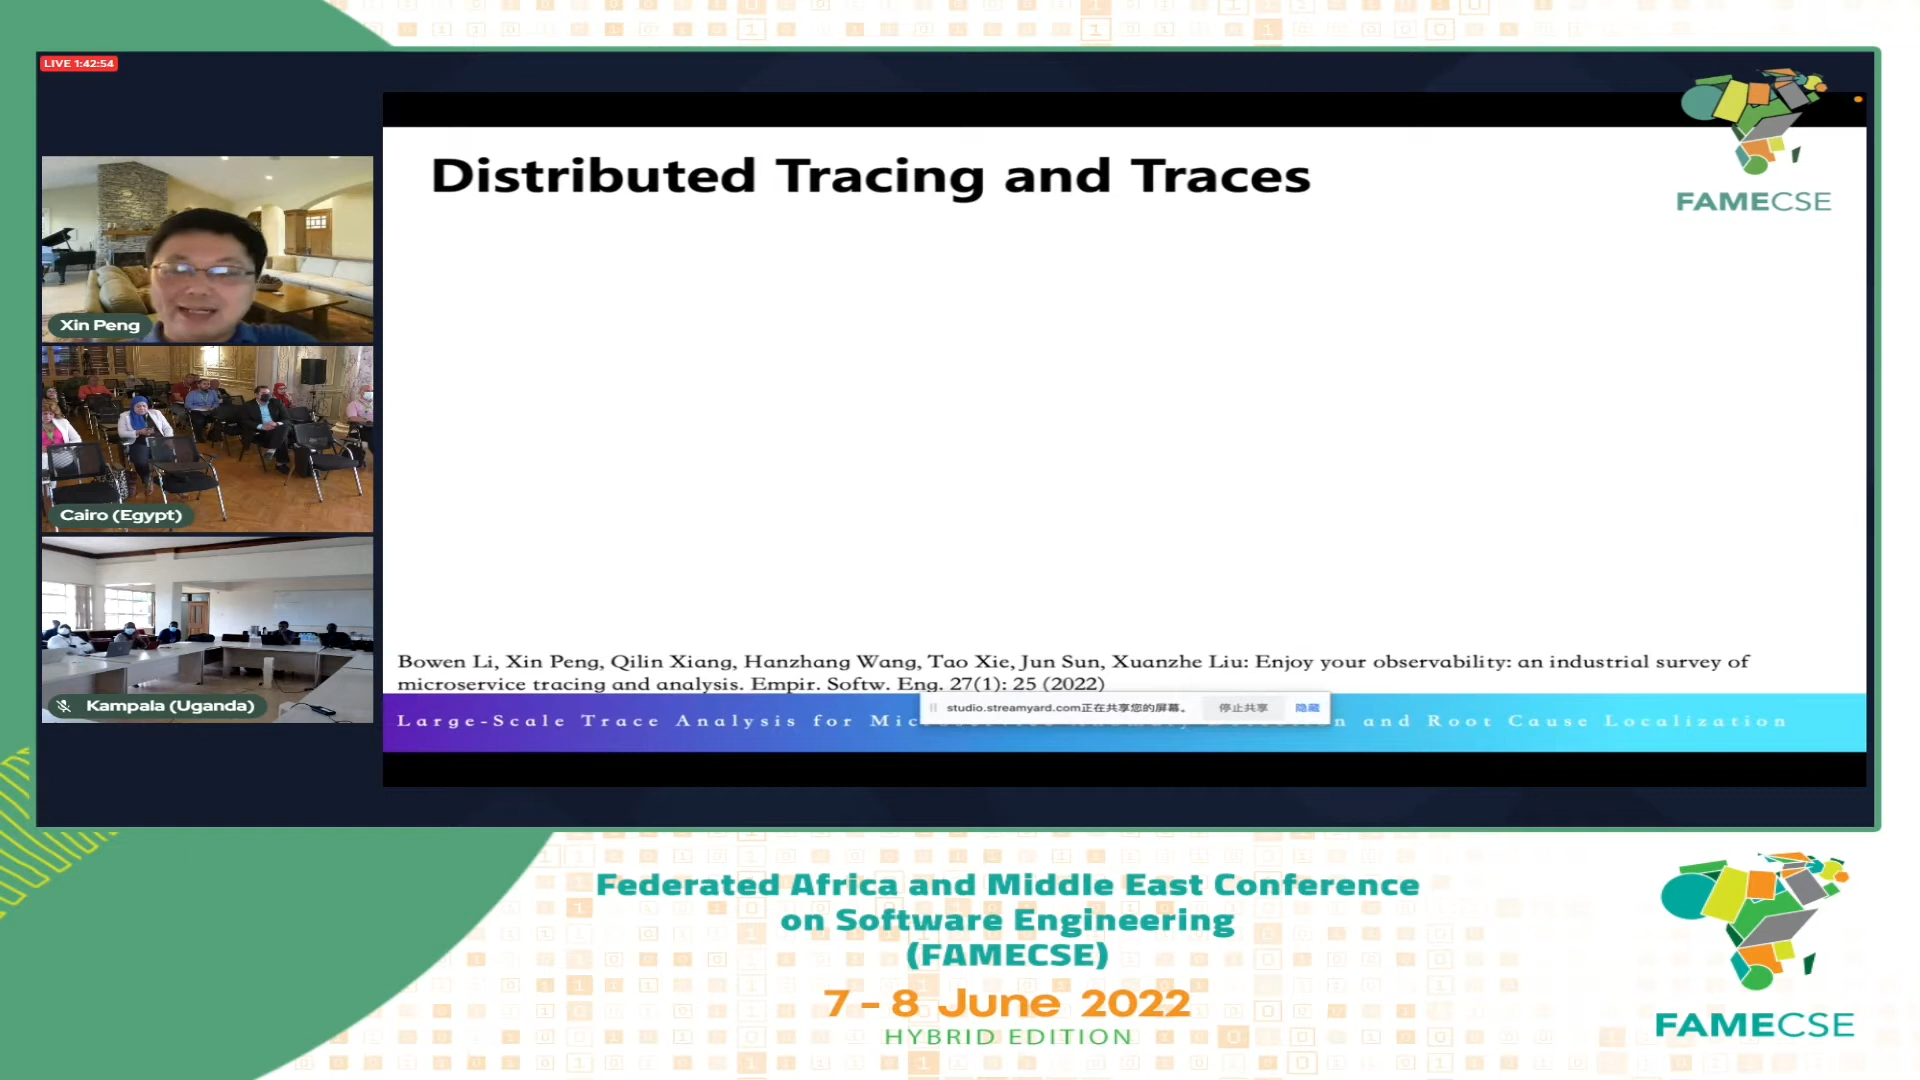 LIVE 1:42:54
Distributed Tracing and Traces
FAMECSE
Xin Peng
Cairo (Egypt)
Kampala (Uganda)
Bowen Li, Xin Peng, Qilin Xiang, Hanzhang Wang, Tao Xie, Jun Sun, Xuanzhe Liu: Enjoy your observability: an industrial survey of
microservice tracing and analysis. Empir. Softw. Eng. 27(1): 25 (2022)
studio.streamyard.com正在共享您的屏幕。 停止共享 隐藏
Large-Scale Trace Analysis for and Root Cause Localization
Federated Africa and Middle East Conference
on Software Engineering
(FAMECSE)
7 - 8 June 2022
HYBRID EDITION
FAMECSE